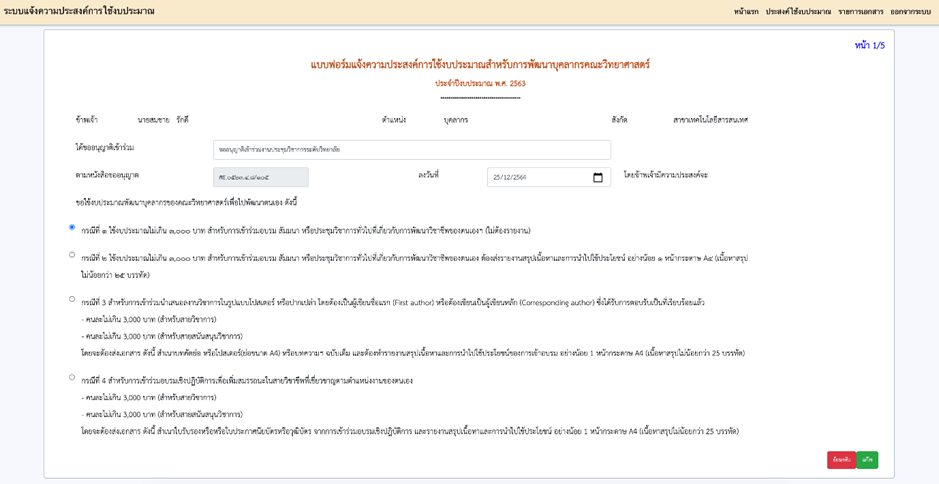 ระบบแจ้งความประสงค์การใช้งบประมาณ
หน้าแรก ประสงค์ใช้งบประมาณ รายการเอกสาร ออกจากระบบ
หน้า 1/5
แบบฟอร์มแจ้งความประสงค์การใช้งบประมาณสำหรับการพัฒนาบุคลากรคณะวิทยาศาสตร์
ประจำปีงบประมาณ พ.ศ. 2563
ข้าพเจ้า นายสมชาย รักดี ตำแหน่ง บุคลากร สังกัด สาขาเทคโนโลยีสารสนเทศ
ได้ขออนุญาติเข้าร่วม ขออนุญาติเข้าร่วมงานประชุมวิชาการระดับวิทยาลัย
ตามหนังสือขออนุญาต ลงวันที่ 25/12/2564 โดยข้าพเจ้ามีความประสงค์จะ
ขอใช้งบประมาณพัฒนาบุคลากรของคณะวิทยาศาสตร์เพื่อไปพัฒนาตนเอง ดังนี้
กรณีที่ ๑ ใช้งบประมาณไม่เกิน ๓,๐๐๐ บาท สำหรับการเข้าร่วมอบรม สัมมนา หรือประชุมวิชาการทั่วไปที่เกี่ยวกับการพัฒนาวิชาชีพของตนเองฯ (ไม่ต้องรายงาน)
กรณีที่ ๒ ใช้งบประมาณไม่เกิน ๓,๐๐๐ บาท สำหรับการเข้าร่วมอบรม สัมมนา หรือประชุมวิชาการทั่วไปที่เกี่ยวกับการพัฒนาวิชาชีพของตนเอง ต้องส่งรายงานสรุปเนื้อหาและการนำไปใช้ประโยชน์ อย่างน้อย ๑ หน้ากระดาษ A๔ (เนื้อหาสรุป
ไม่น้อยกว่า ๒๕ บรรทัด)
กรณีที่ 3 สำหรับการเข้าร่วมนำเสนอลงานวิชาการในรูปแบบโปสเตอร์ หรือปากเปล่า โดยต้องเป็นผู้เขียนชื่อแรก (First author) หรือต้องเขียนเป็นผู้เขียนหลัก (Corresponding author) ซึ่งได้รับการตอบรับเป็นที่เรียบร้อยแล้ว
- คนละไม่เกิน 3,000 บาท (สำหรับสายวิชาการ)
- คนละไม่เกิน 3,000 บาท (สำหรับสายสนันสนุนวิชาการ)
โดยจะต้องส่งเอกสาร ดังนี้ สำเนาบทคัดย่อ หรือโปสเตอร์(ย่อขนาด A4) หรือบทความฯ ฉบับเต็ม และต้องทำรายงานสรุปเนื้อหาและการนำไปใช้ประโยชน์ของการเข้าอบรม อย่างน้อย 1 หน้ากระดาษ A4 (เนื้อหาสรุปไม่น้อยกว่า 25 บรรทัด)
กรณีที่ 4 สำหรับการเข้าร่วมอบรมเชิงปฏิบัติการเพื่อเพิ่มสมรรถนะในสายวิชาชีพที่เชี่ยวชาญตามตำแหน่งงานของตนเอง
- คนละไม่เกิน 3,000 บาท (สำหรับสายวิชาการ)
- คนละไม่เกิน 3,000 บาท (สำหรับสายสนันสนุนวิชาการ)
โดยจะต้องส่งเอกสาร ดังนี้ สำเนาใบรับรองหรือหรือใบประกาศนียบัตรหรือวุฒิบัตร จากการเข้าร่วมอบรมเชิงปฏิบัติการ และรายงานสรุปเนื้อหาและการนำไปใช้ประโยชน์ อย่างน้อย 1 หน้ากระดาษ A4 (เนื้อหาสรุปไม่น้อยกว่า 25 บรรทัด)
ย้อนกลับ แก้ไข